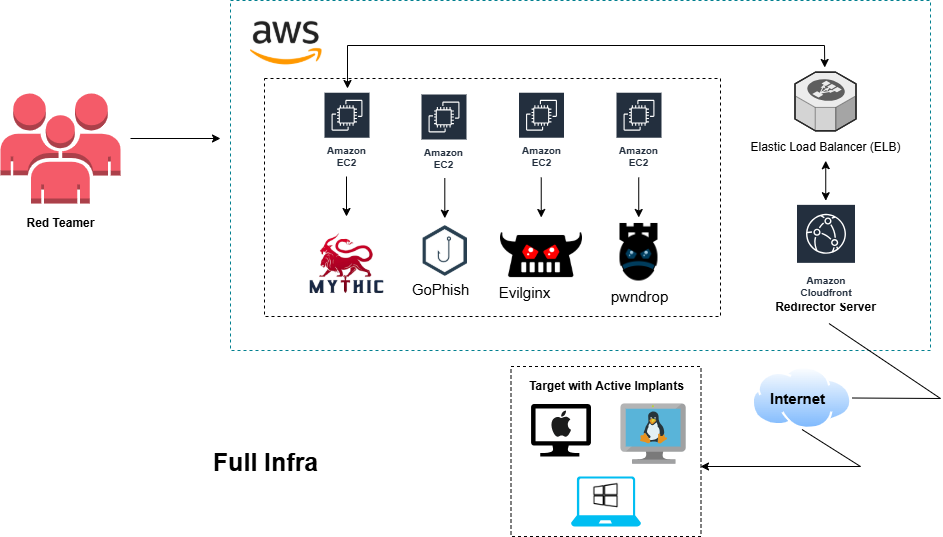 aws
Amazon
EC2
Amazon
EC2
Amazon
EC2
Amazon
EC2
Elastic Load Balancer (ELB)
Red Teamer
MYTHIC
GoPhish
Evilginx
pwndrop
Amazon
Cloudfront
Redirector Server
Target with Active Implants
Internet
Full Infra